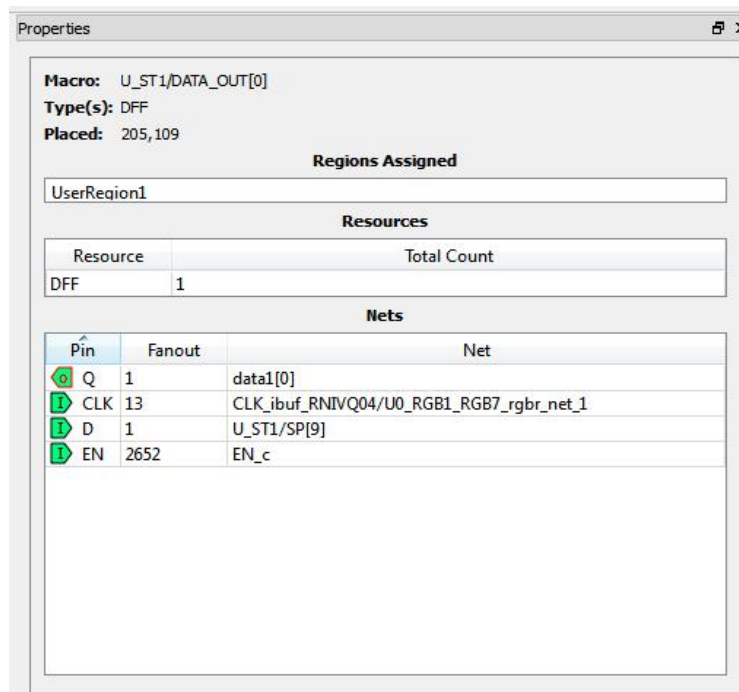 Properties
Macro: U_ST1/DATA_OUT[0]
Type(s): DFF
Placed: 205,109
Regions Assigned
UserRegion1
Resources
Resource Total Count
DFF 1
Nets
Pin Fanout Net
O Q 1 data1[0]
I CLK 13 CLK_ibuf_RNIVQ04/U0_RGB1_RGB7_rgbr_net_1
I D 1 U_ST1/SP[9]
I EN 2652 EN_c